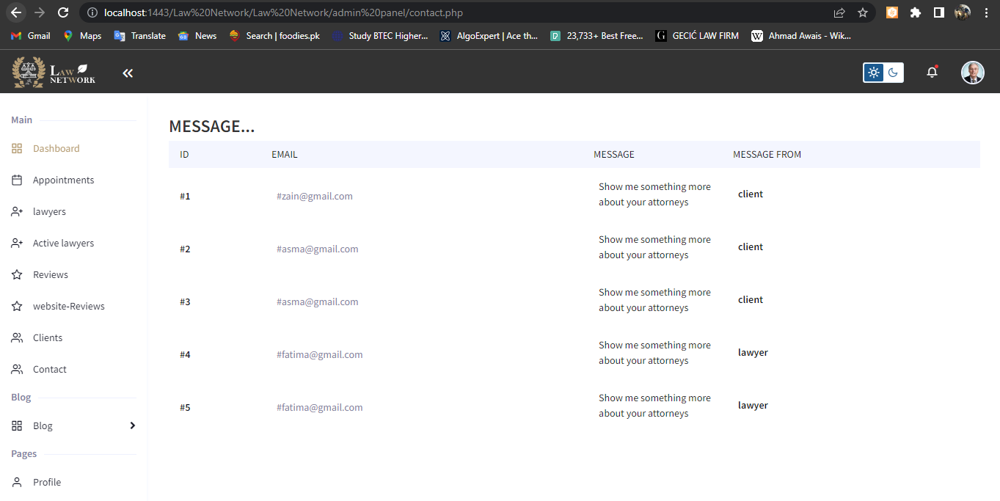 localhost:1443/Law%20Network/Law%20Network/admin%20panel/contact.php
Gmail Maps Translate News Search | foodies.pk Study BTEC Higher... AlgoExpert | Ace th... 23,733+ Best Free... GECIĆ LAW FIRM Ahmad Awais - Wik...
LAW
NETWORK
Main
Dashboard
Appointments
lawyers
Active lawyers
Reviews
website-Reviews
Clients
Contact
Blog
Blog
Pages
Profile
MESSAGE...
ID EMAIL MESSAGE MESSAGE FROM
#1 #zain@gmail.com Show me something more
about your attorneys client
#2 #asma@gmail.com Show me something more
about your attorneys client
#3 #asma@gmail.com Show me something more
about your attorneys client
#4 #fatima@gmail.com Show me something more
about your attorneys lawyer
#5 #fatima@gmail.com Show me something more
about your attorneys lawyer